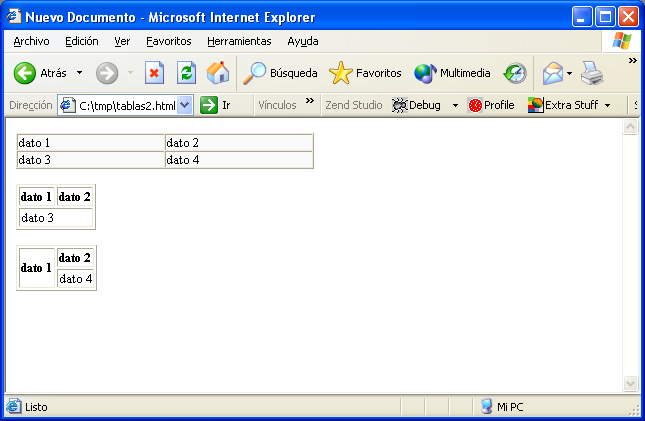 Nuevo Documento - Microsoft Internet Explorer
Archivo Edición Ver Favoritos Herramientas Ayuda
Atrás Búsqueda Favoritos Multimedia »
Dirección C:\tmp\tablas2.html Ir Vínculos » Zend Studio Debug Profile Extra Stuff
dato 1 dato 2
dato 3 dato 4
dato 1 dato 2
dato 3
dato 1 dato 2
dato 4
Listo Mi PC